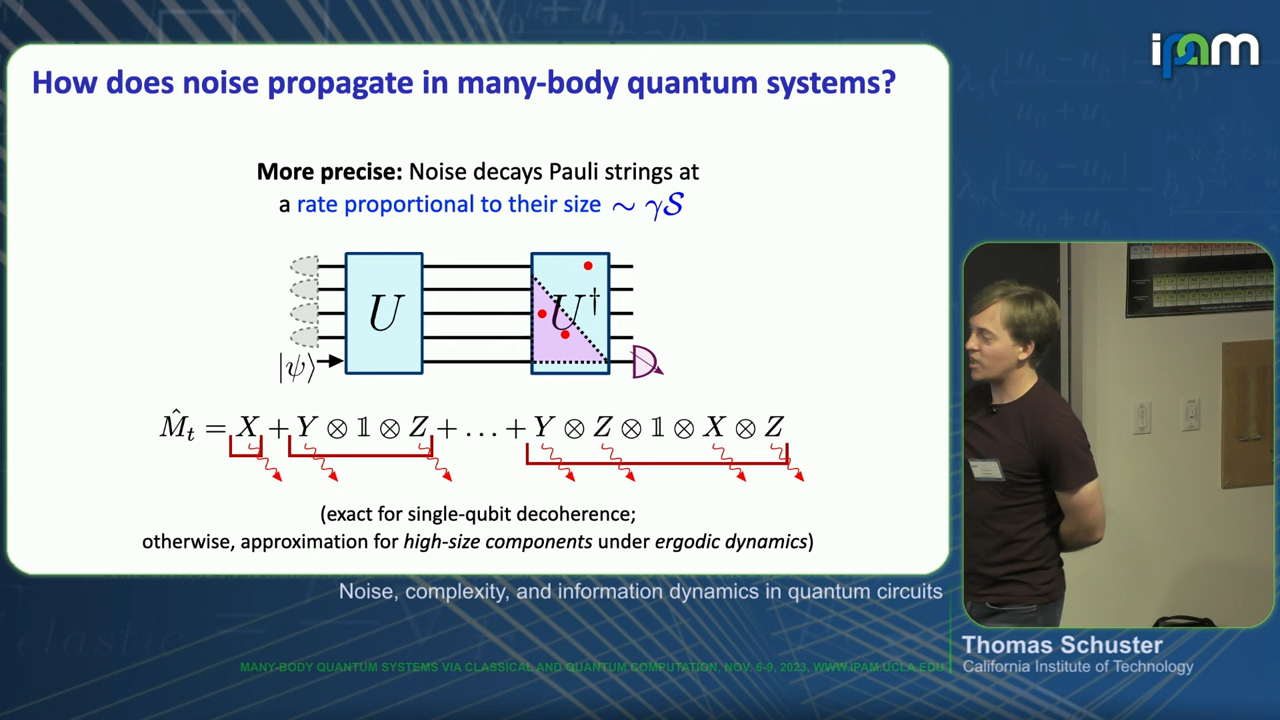 ipam
How does noise propagate in many-body quantum systems?
More precise: Noise decays Pauli strings at
a rate proportional to their size ∼ γ𝒮
U
U†
|ψ⟩
M̂ₜ = X + Y ⊗ 𝟙 ⊗ Z + … + Y ⊗ Z ⊗ 𝟙 ⊗ X ⊗ Z
(exact for single-qubit decoherence;
otherwise, approximation for high-size components under ergodic dynamics)
Noise, complexity, and information dynamics in quantum circuits
Thomas Schuster
California Institute of Technology
MANY-BODY QUANTUM SYSTEMS VIA CLASSICAL AND QUANTUM COMPUTATION, NOV. 6-9, 2023, WWW.IPAM.UCLA.EDU
elastic